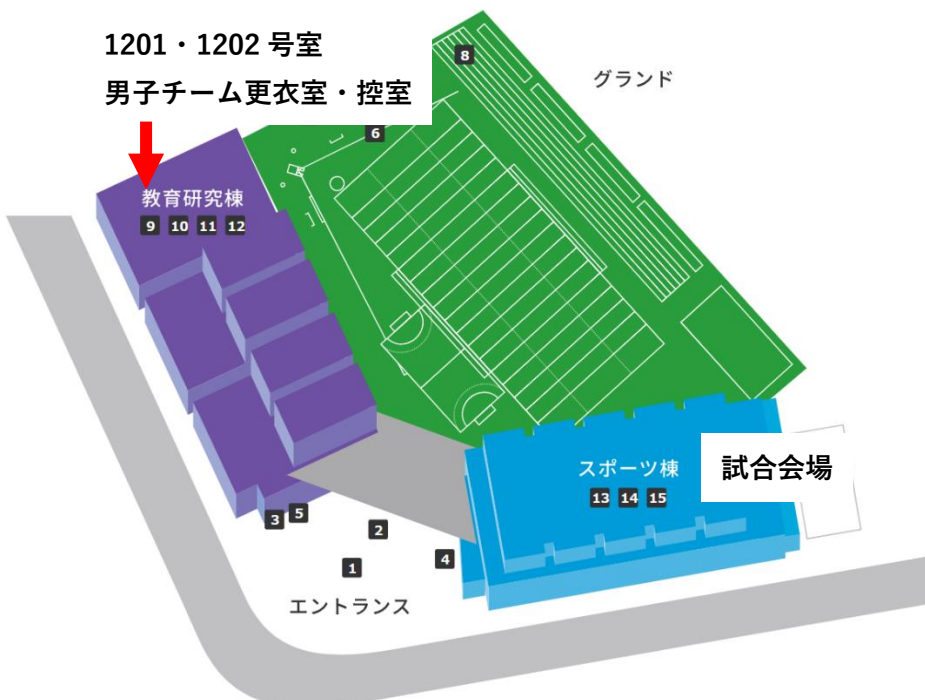 1201・1202 号室
男子チーム更衣室・控室
8
グランド
6
教育研究棟
9 10 11 12
スポーツ棟
試合会場
13 14 15
3 5
2
4
1
エントランス